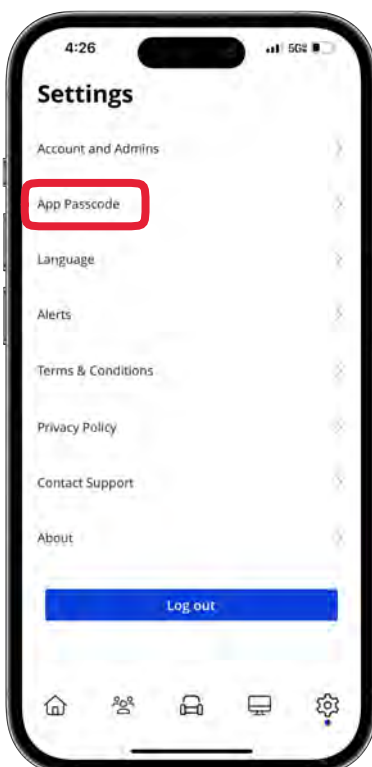 4:26
5G
Settings
Account and Admins
App Passcode
Language
Alerts
Terms & Conditions
Privacy Policy
Contact Support
About
Log out